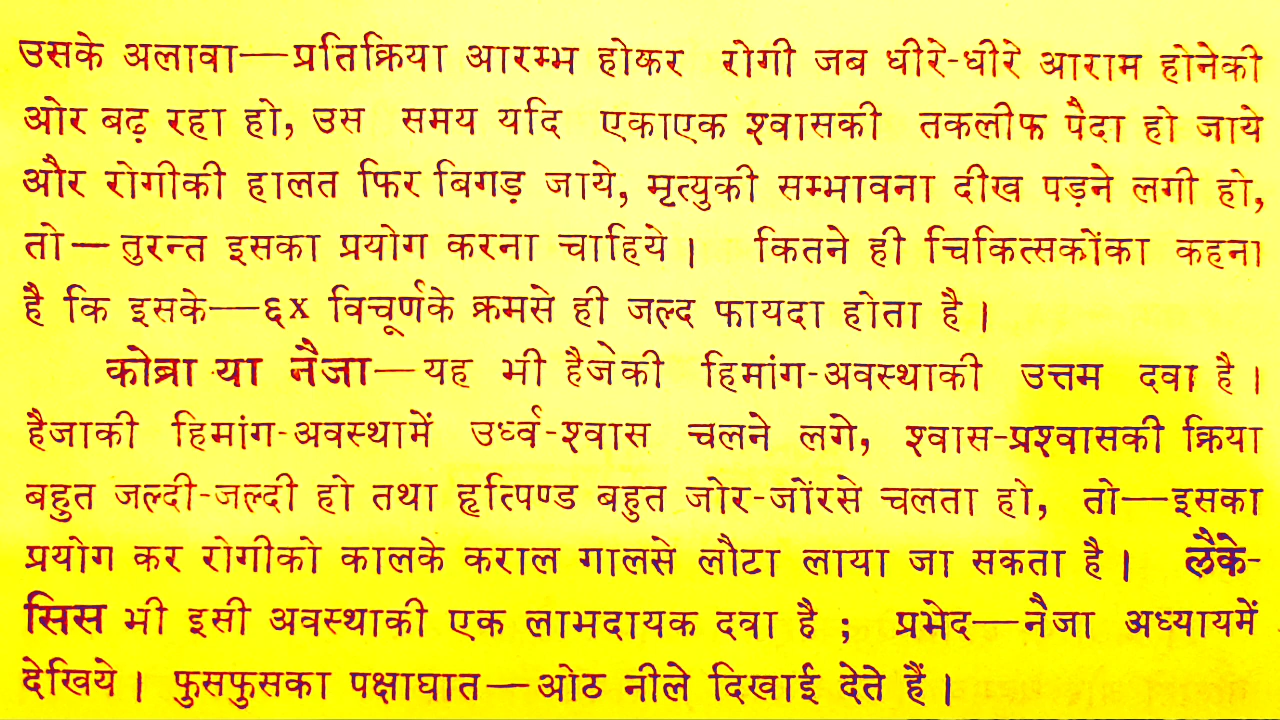 उसके अलावा—प्रतिक्रिया आरम्भ होकर रोगी जब धीरे-धीरे आराम होनेकी
ओर बढ़ रहा हो, उस समय यदि एकाएक श्वासकी तकलीफ पैदा हो जाये
और रोगीकी हालत फिर बिगड़ जाये, मृत्युकी सम्भावना दीख पड़ने लगी हो,
तो—तुरन्त इसका प्रयोग करना चाहिये। कितने ही चिकित्सकोंका कहना
है कि इसके—६x विचूर्णके क्रमसे ही जल्द फायदा होता है।
कोब्रा या नैजा—यह भी हैजेकी हिमांग-अवस्थाकी उत्तम दवा है।
हैजाकी हिमांग-अवस्थामें उर्ध्व-श्वास चलने लगे, श्वास-प्रश्वासकी क्रिया
बहुत जल्दी-जल्दी हो तथा हृत्पिण्ड बहुत जोर-जोंरसे चलता हो, तो—इसका
प्रयोग कर रोगीको कालके कराल गालसे लौटा लाया जा सकता है। लैके-
सिस भी इसी अवस्थाकी एक लाभदायक दवा है; प्रभेद—नैजा अध्यायमें
देखिये। फुसफुसका पक्षाघात—ओठ नीले दिखाई देते हैं।